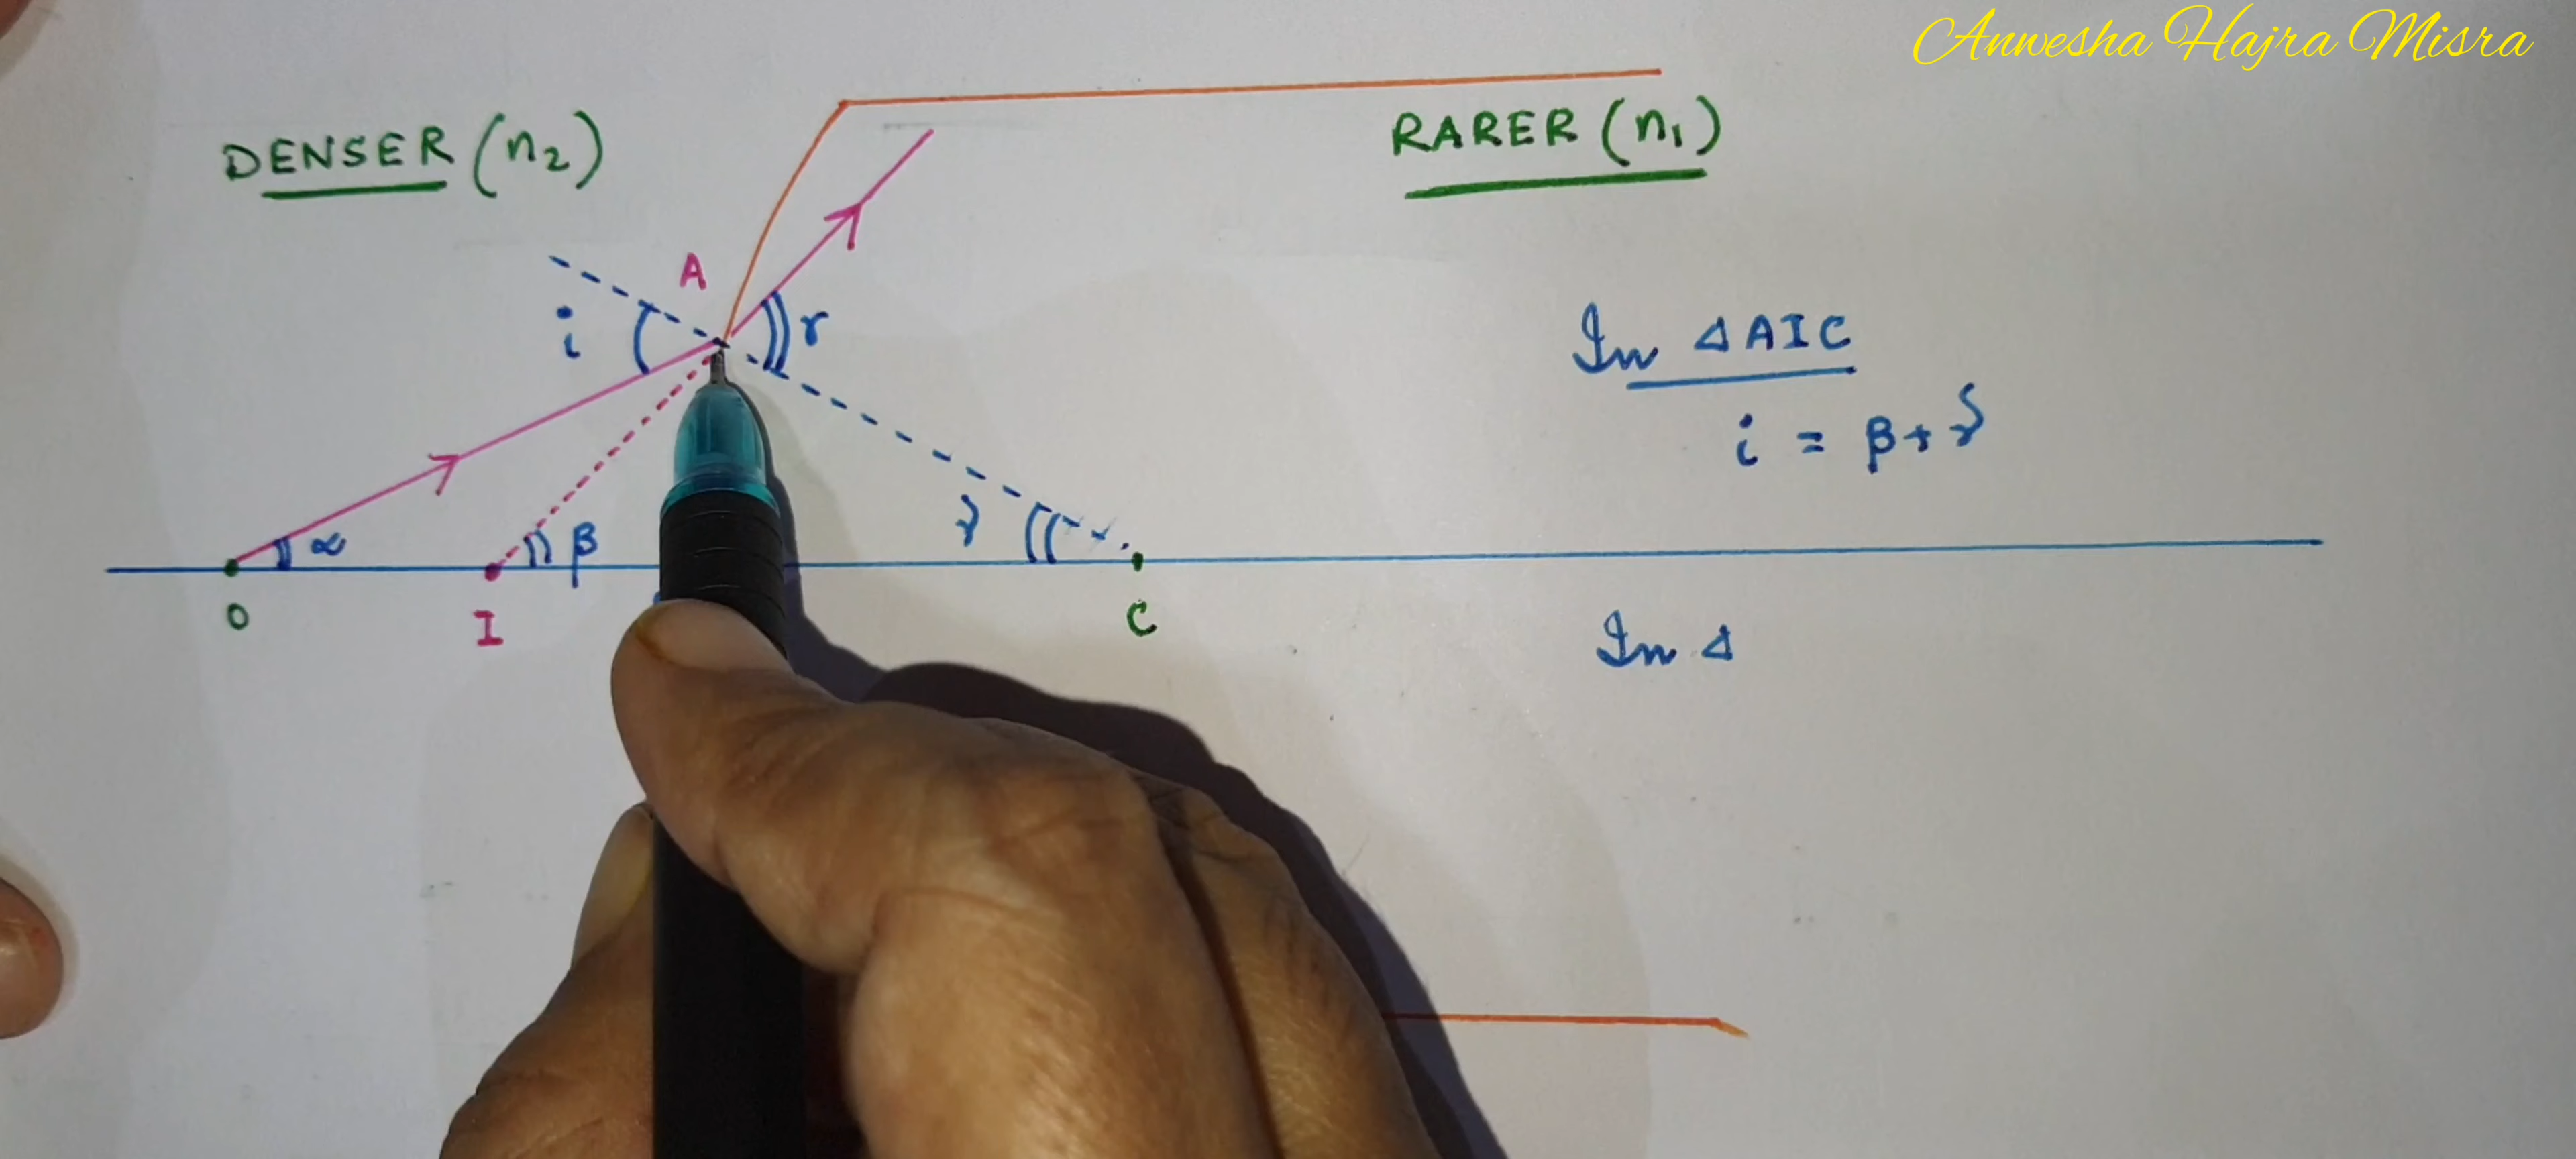 Anwesha Hajra Misra
DENSER (n₂)
RARER (n₁)
A
i
r
In ΔAIC
i = β + γ
α
β
γ
O
I
C
In Δ